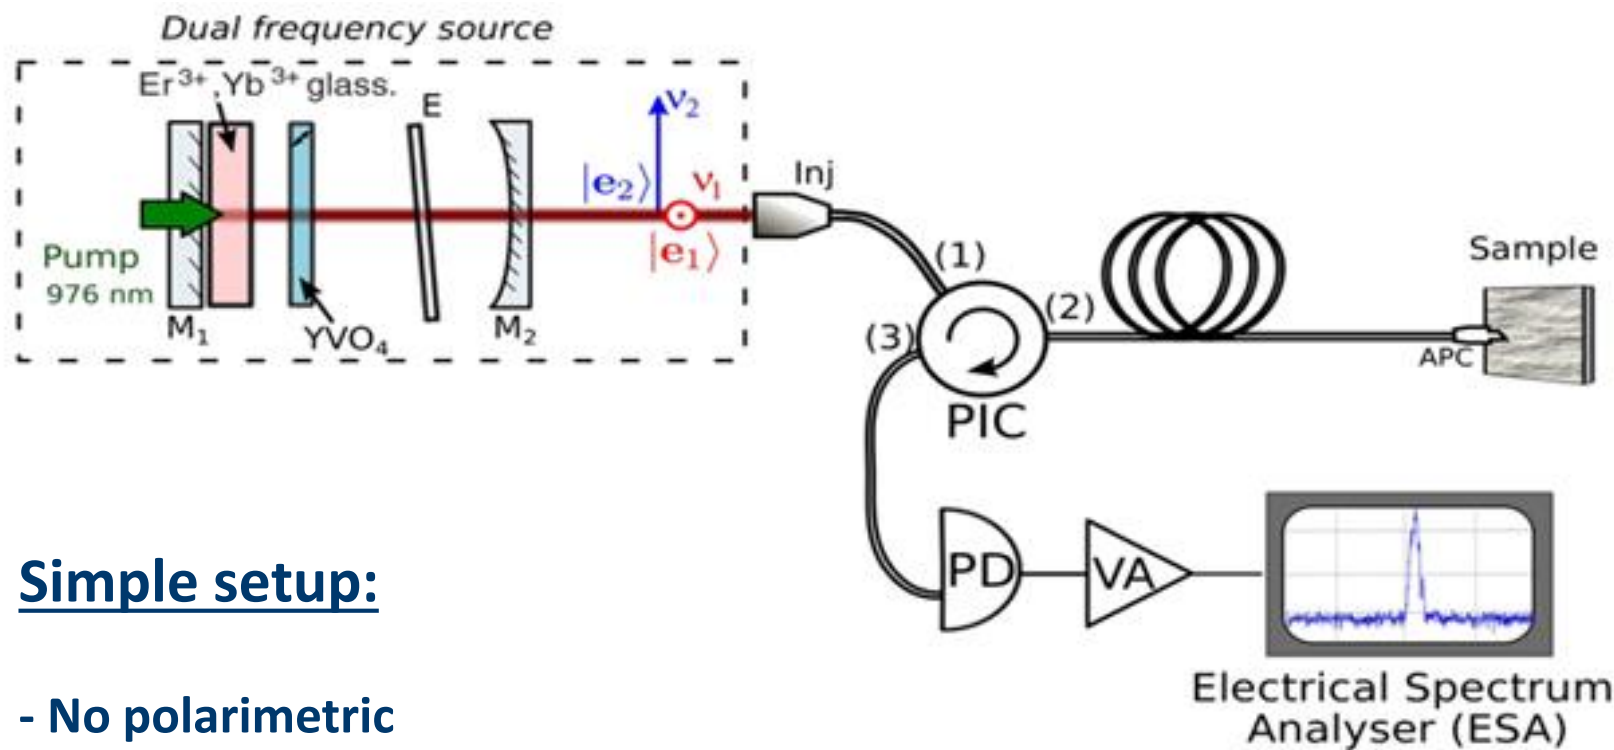 Dual frequency source
Er³⁺,Yb³⁺ glass.
E
ν₂
|e₂⟩
ν₁
|e₁⟩
Pump
976 nm
M₁
YVO₄
M₂
Inj
(1)
(2)
(3)
PIC
Sample
APC
PD
VA
Electrical Spectrum
Analyser (ESA)
Simple setup:
- No polarimetric